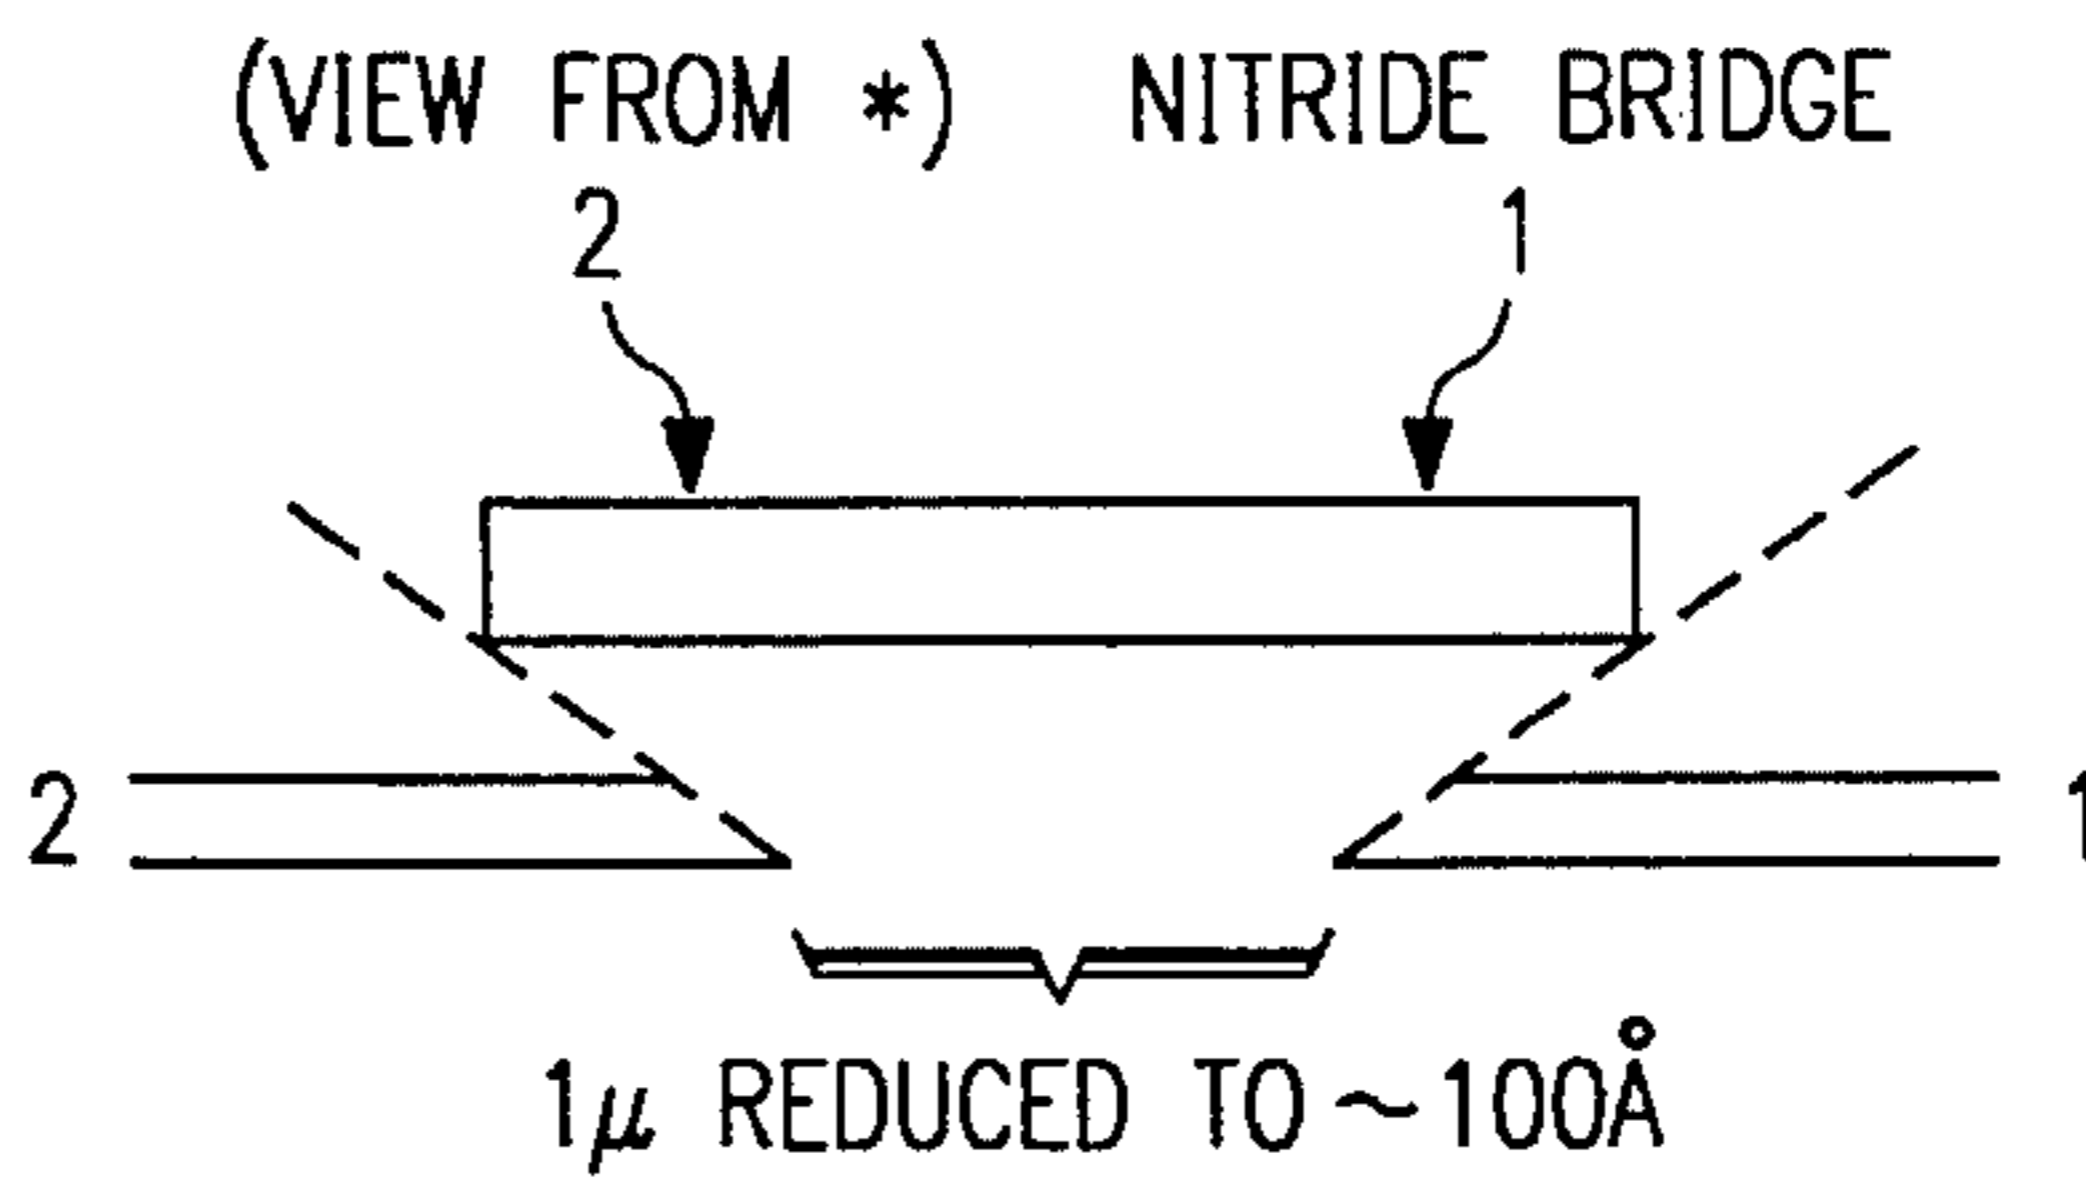 (VIEW FROM *) NITRIDE BRIDGE
2 1
2 1
1μ REDUCED TO ~100Å